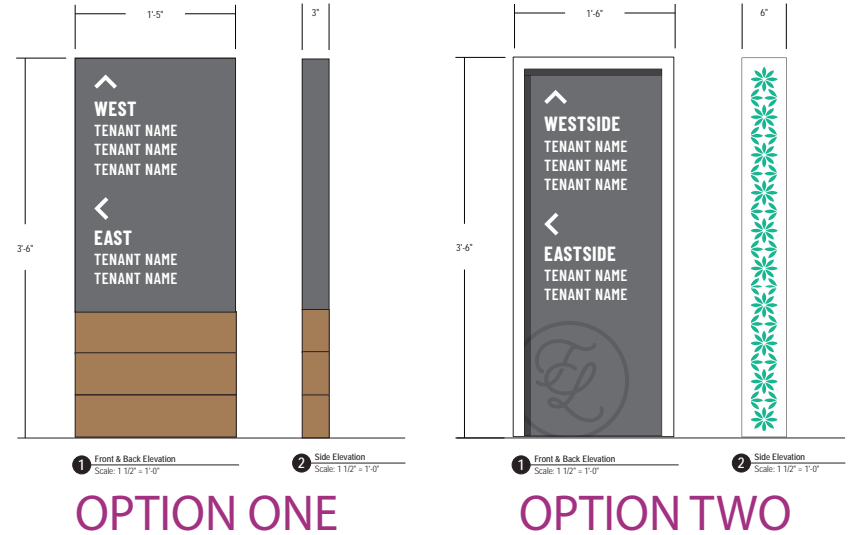 1'-5"
3"
3'-6"
WEST
TENANT NAME
TENANT NAME
TENANT NAME
EAST
TENANT NAME
TENANT NAME
1 Front & Back Elevation
Scale: 1 1/2" = 1'-0"
2 Side Elevation
Scale: 1 1/2" = 1'-0"
OPTION ONE
1'-6"
6"
3'-6"
WESTSIDE
TENANT NAME
TENANT NAME
TENANT NAME
EASTSIDE
TENANT NAME
TENANT NAME
FL
1 Front & Back Elevation
Scale: 1 1/2" = 1'-0"
2 Side Elevation
Scale: 1 1/2" = 1'-0"
OPTION TWO